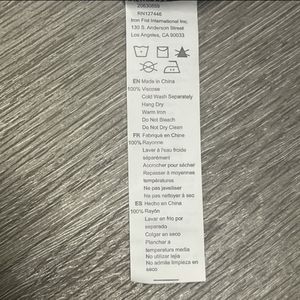 RN127446
Iron Fist International Inc.
130 S. Anderson Street
Los Angeles, CA 90033
EN Made in China
100% Viscose
Cold Wash Separately
Hang Dry
Warm Iron
Do Not Bleach
Do Not Dry Clean
FR Fabriqué en Chine
100% Rayonne
Laver à l'eau froide
séparément
Accrocher pour sécher
Repasser à moyennes
températures
Ne pas javelliser
Ne pas nettoyer à sec
ES Hecho en China
100% Rayón
Lavar en frío por
separado
Colgar en seco
Planchar á
temperatura media
No utilizar lejía
No admite limpieza en
seco